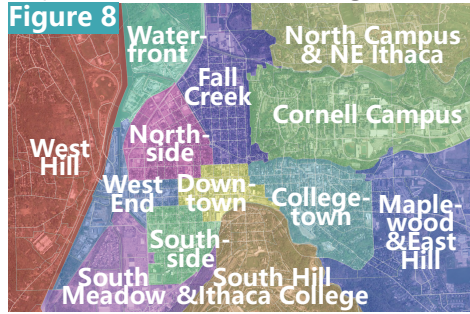 Figure 8
Water-
front
North Campus
& NE Ithaca
Fall
Creek
Cornell Campus
North-
side
West
Hill
West
End
Down-
town
College-
town
Maple-
wood
&East
Hill
South-
side
South
Meadow
South Hill
&Ithaca College